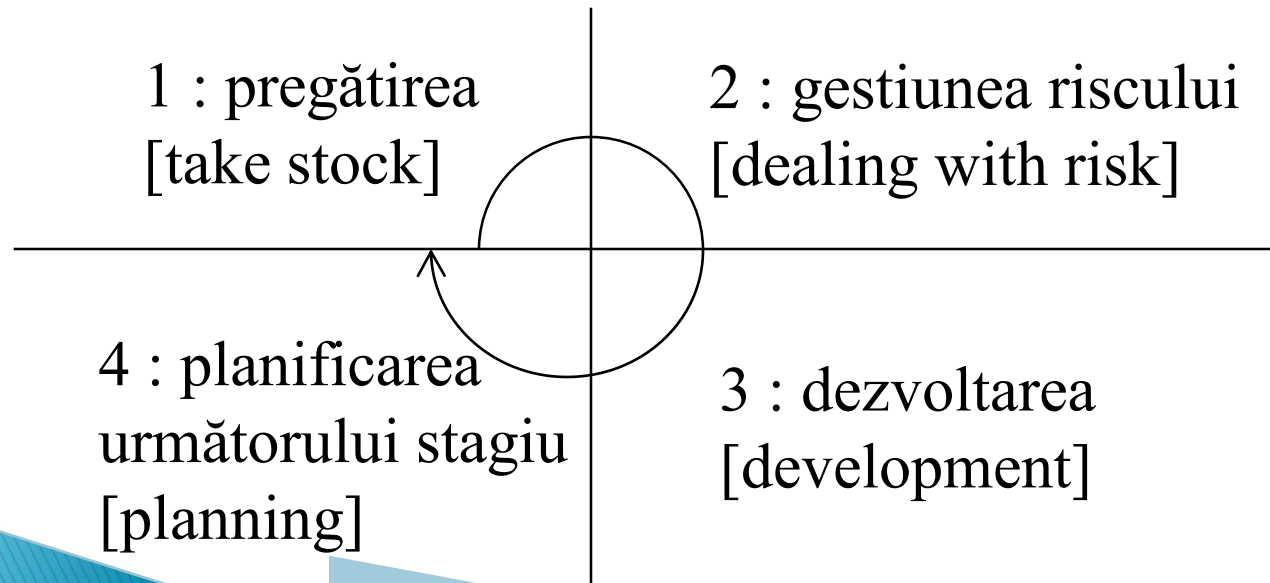 1 : pregătirea
[take stock]
2 : gestiunea riscului
[dealing with risk]
3 : dezvoltarea
[development]
4 : planificarea
următorului stagiu
[planning]